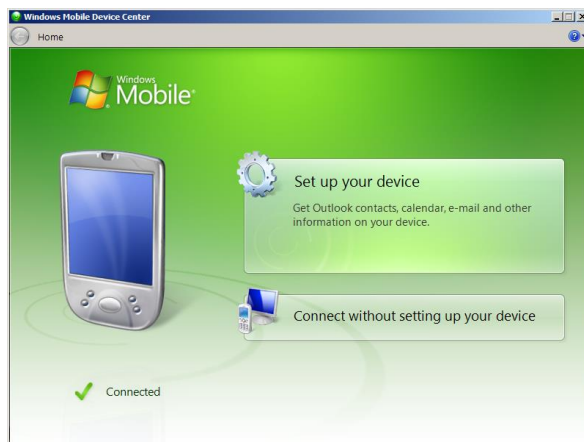 Windows Mobile Device Center
Home
Windows
Mobile®
Set up your device
Get Outlook contacts, calendar, e-mail and other
information on your device.
Connect without setting up your device
Connected